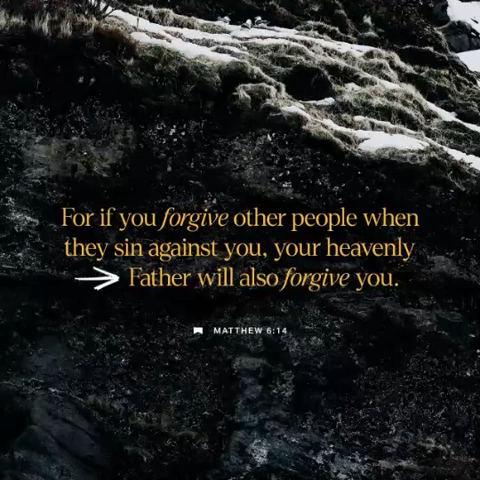 For if you forgive other people when
they sin against you, your heavenly
Father will also forgive you.
MATTHEW 6:14